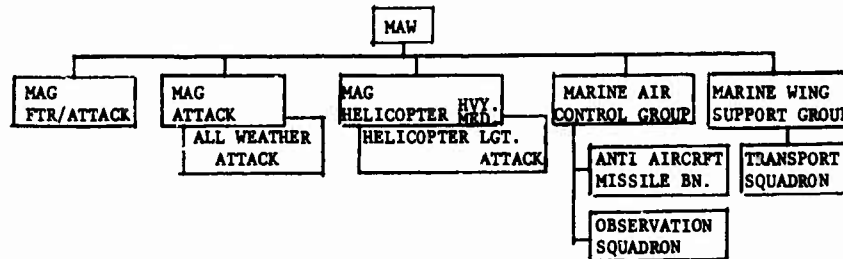 MAW
MAG
FTR/ATTACK
MAG
ATTACK
ALL WEATHER
ATTACK
MAG HVY.
HELICOPTER MED.
HELICOPTER LGT.
ATTACK
MARINE AIR
CONTROL GROUP
ANTI AIRCRFT
MISSILE BN.
OBSERVATION
SQUADRON
MARINE WING
SUPPORT GROUP
TRANSPORT
SQUADRON